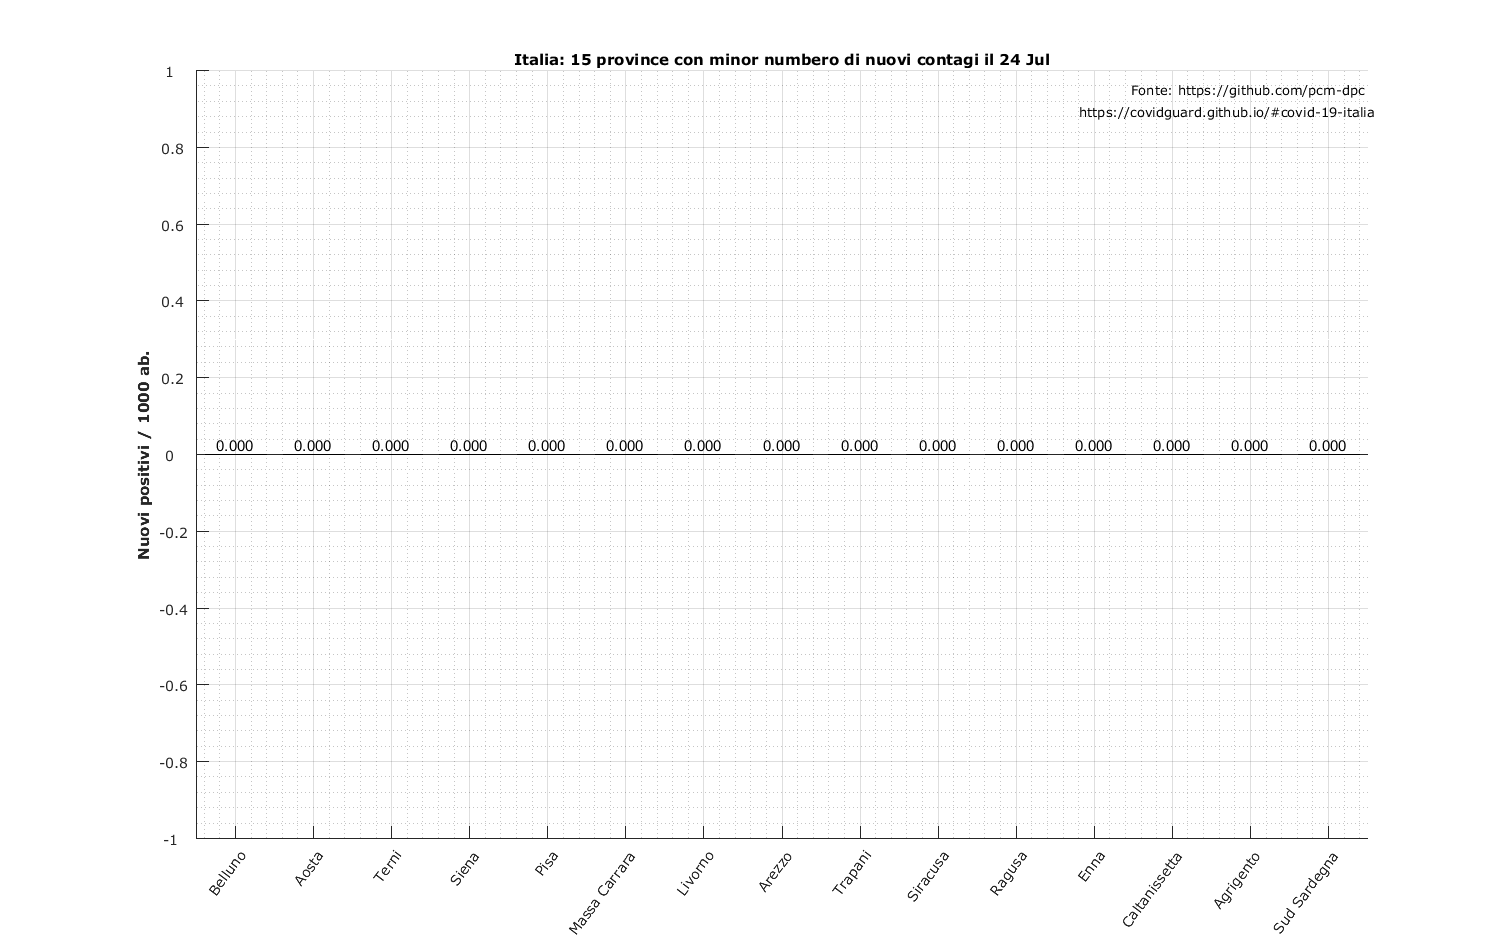 Italia: 15 province con minor numbero di nuovi contagi il 24 Jul
Fonte: https://github.com/pcm-dpc
https://covidguard.github.io/#covid-19-italia
Nuovi positivi / 1000 ab.
1
0.8
0.6
0.4
0.2
0
-0.2
-0.4
-0.6
-0.8
-1
0.000 0.000 0.000 0.000 0.000 0.000 0.000 0.000 0.000 0.000 0.000 0.000 0.000 0.000 0.000
Belluno
Aosta
Terni
Siena
Pisa
Massa Carrara
Livorno
Arezzo
Trapani
Siracusa
Ragusa
Enna
Caltanissetta
Agrigento
Sud Sardegna